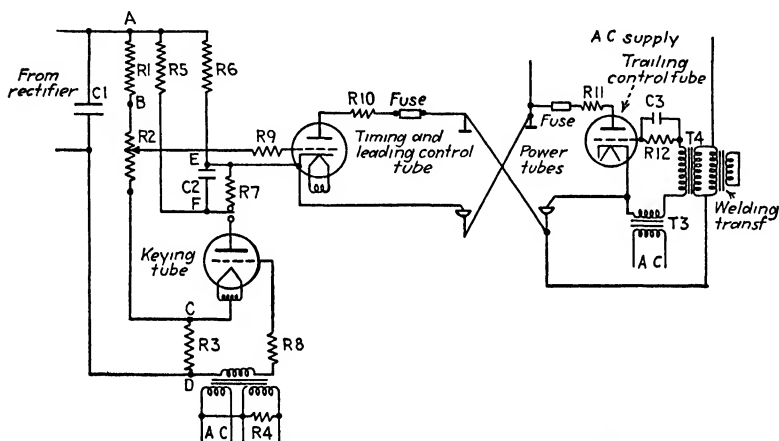 A
From
rectifier
C1
R1
R5
R6
B
R2
R9
R10
Fuse
Timing and
leading control
tube
E
C2
R7
F
Keying
tube
C
R3
R8
D
AC
R4
Power
tubes
AC supply
Trailing
control tube
R11
Fuse
C3
R12
T4
T3
AC
Welding
transf